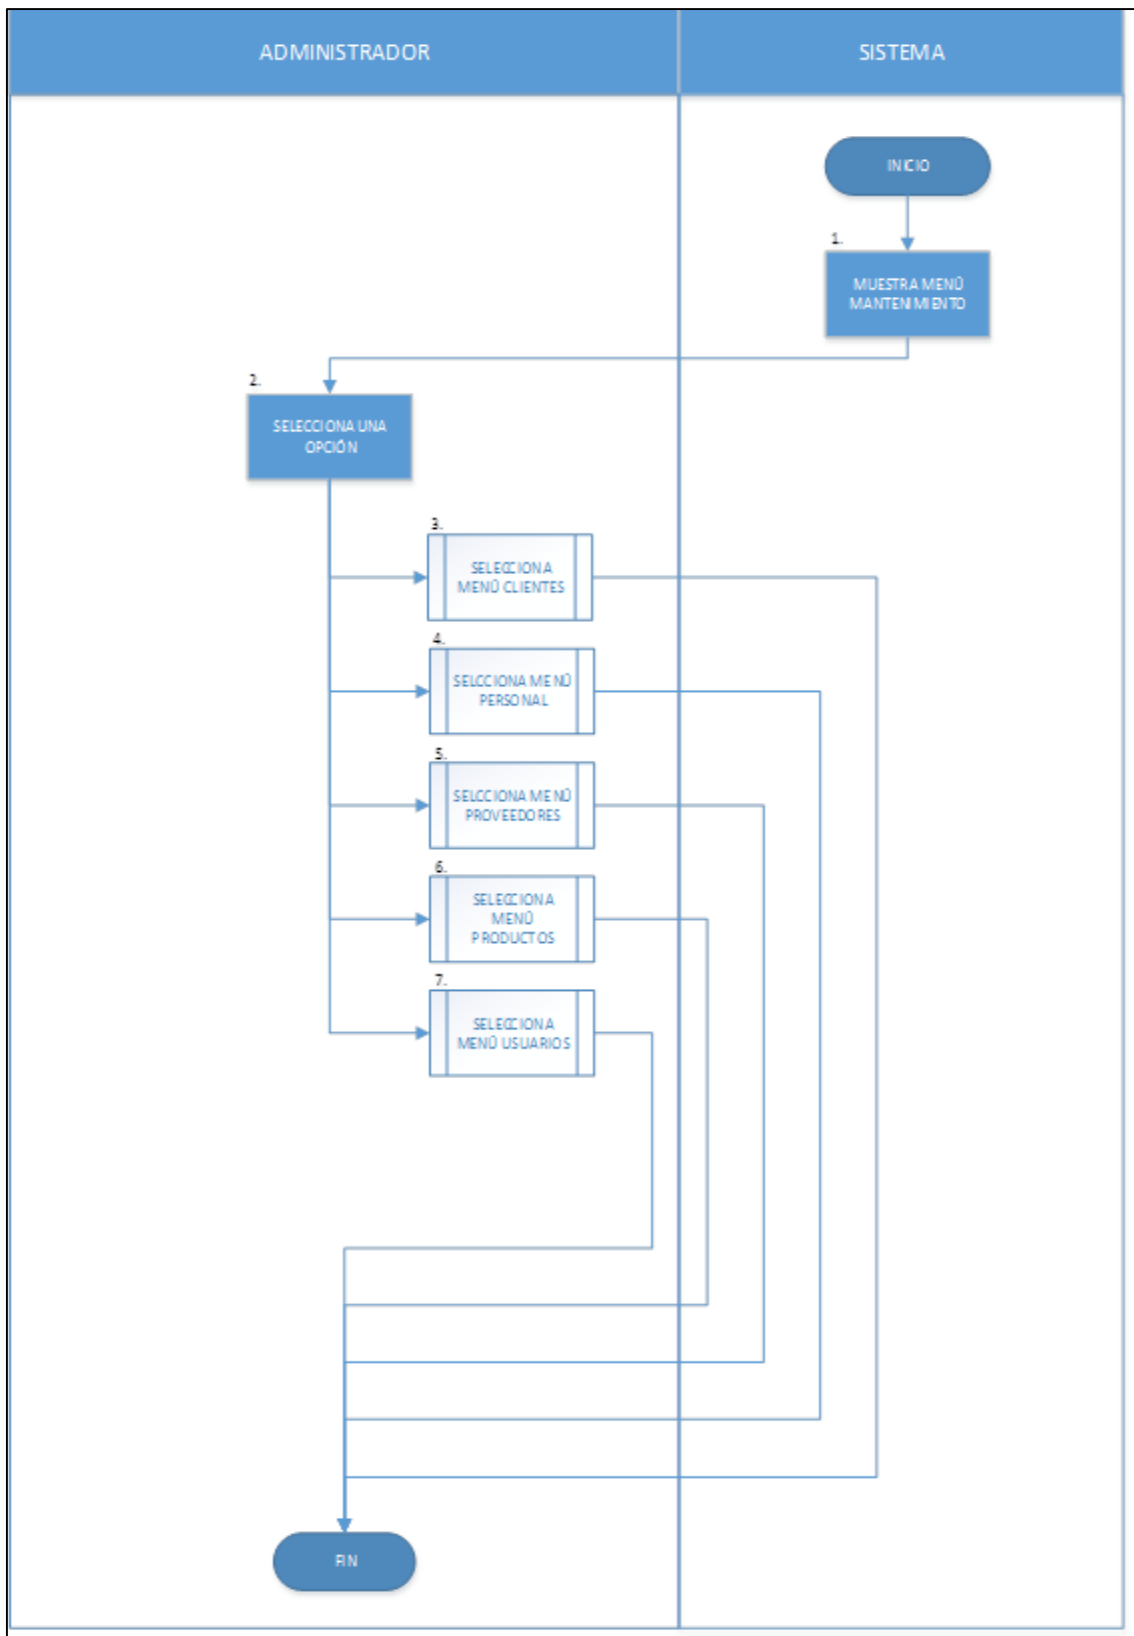 ADMINISTRADOR
SISTEMA
INICIO
1.
MUESTRA MENÚ
MANTENIMIENTO
2.
SELECCIONA UNA
OPCIÓN
3.
SELECCIONA
MENÚ CLIENTES
4.
SELCCIONA MENÚ
PERSONAL
5.
SELCCIONA MENÚ
PROVEEDORES
6.
SELECCIONA
MENÚ
PRODUCTOS
7.
SELECCIONA
MENÚ USUARIOS
FIN